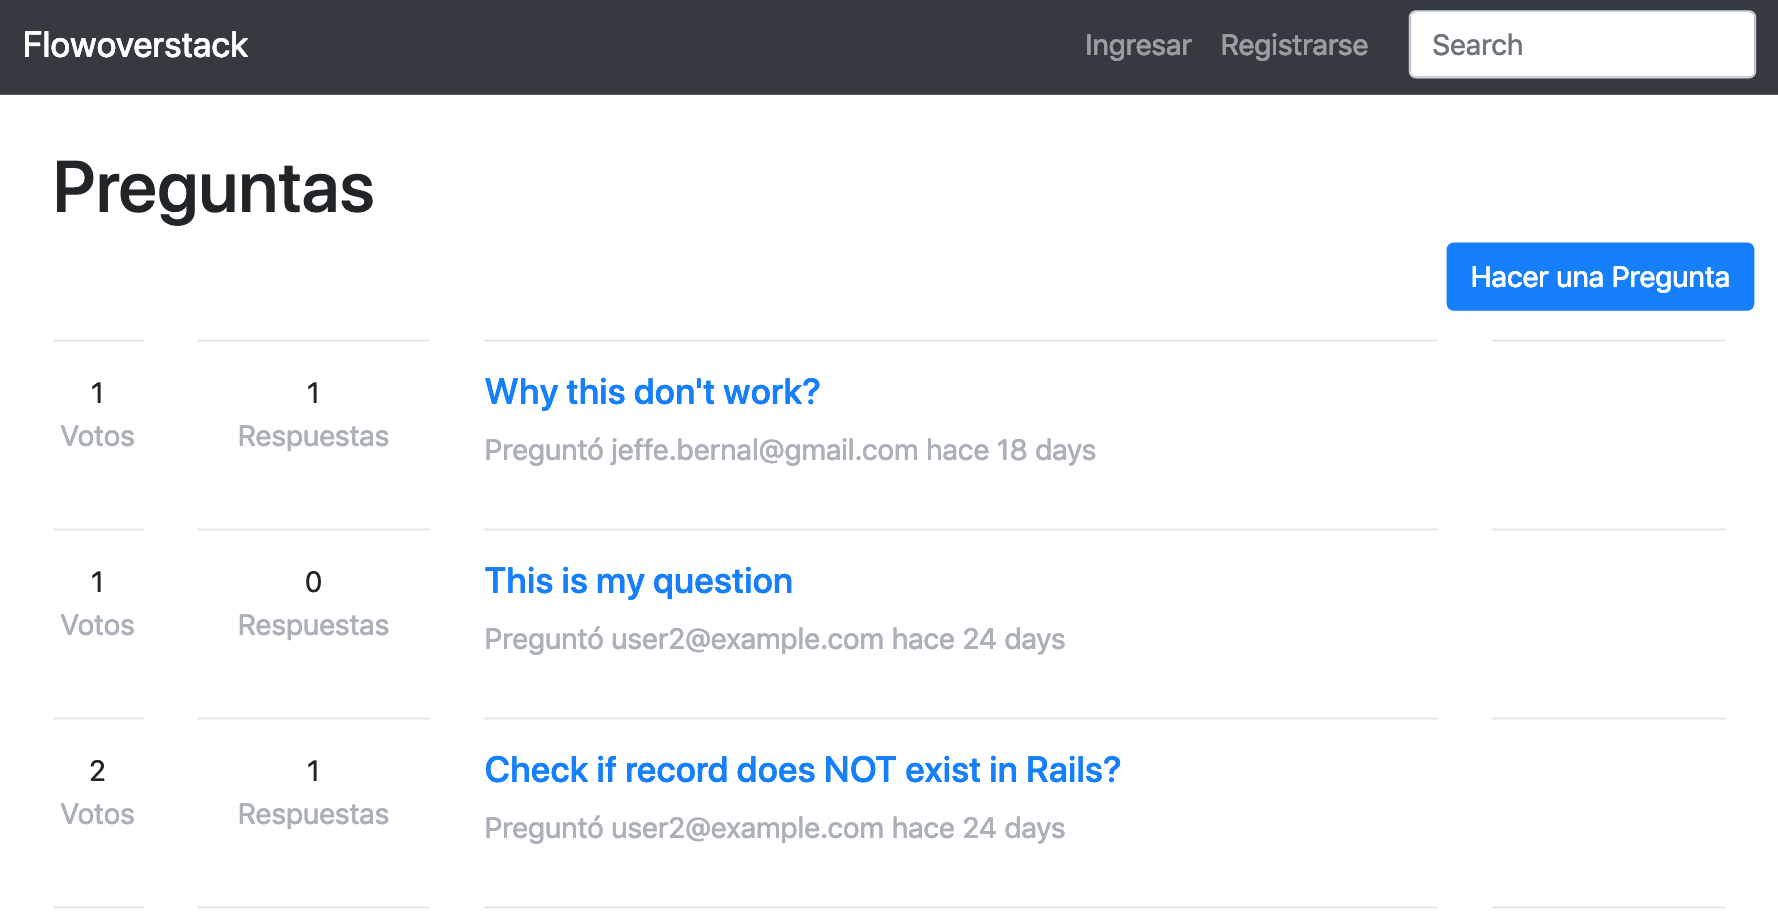 Flowoverstack
Ingresar Registrarse Search
Preguntas
Hacer una Pregunta
1 1 Why this don't work?
Votos Respuestas Preguntó jeffe.bernal@gmail.com hace 18 days
1 0 This is my question
Votos Respuestas Preguntó user2@example.com hace 24 days
2 1 Check if record does NOT exist in Rails?
Votos Respuestas Preguntó user2@example.com hace 24 days